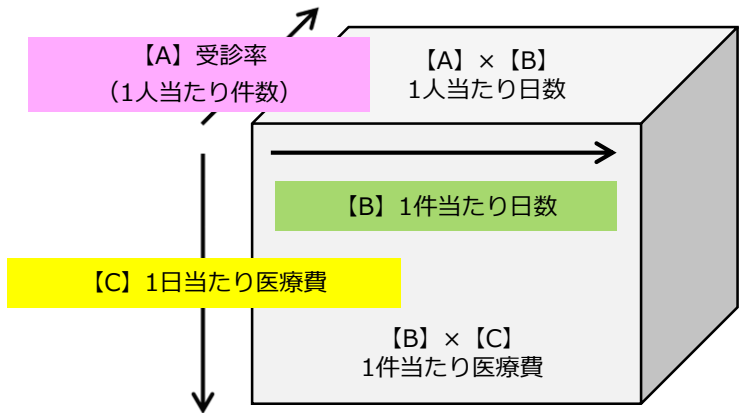 【A】受診率
（1人当たり件数）
【A】×【B】
1人当たり日数
【B】1件当たり日数
【C】1日当たり医療費
【B】×【C】
1件当たり医療費